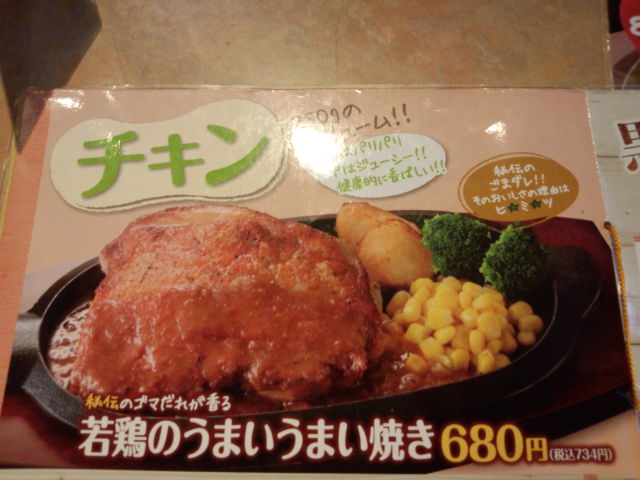 チキン
ーム!!
パリパリ
はジューシー!!
健康的に香ばしい!!
秘伝の
ごまダレ!!
そのおいしさの理由は
ヒ★ミ★ツ
秘伝のゴマだれが香る
若鶏のうまいうまい焼き 680円(税込734円)